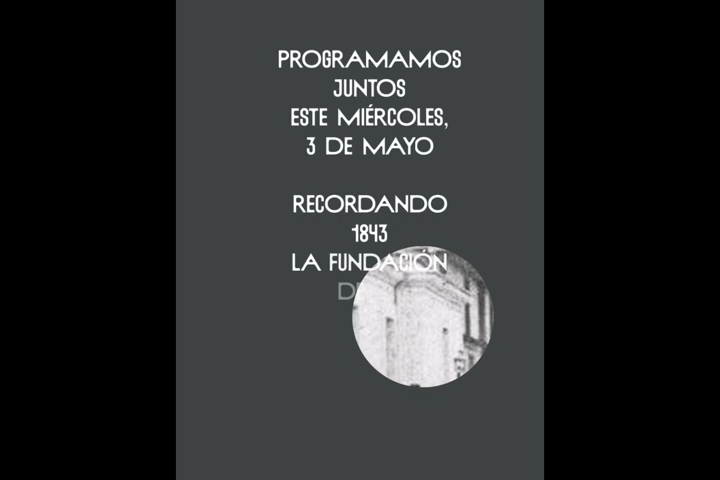 PROGRAMAMOS
JUNTOS
ESTE MIÉRCOLES,
3 DE MAYO
RECORDANDO
1843
LA FUNDACIÓN